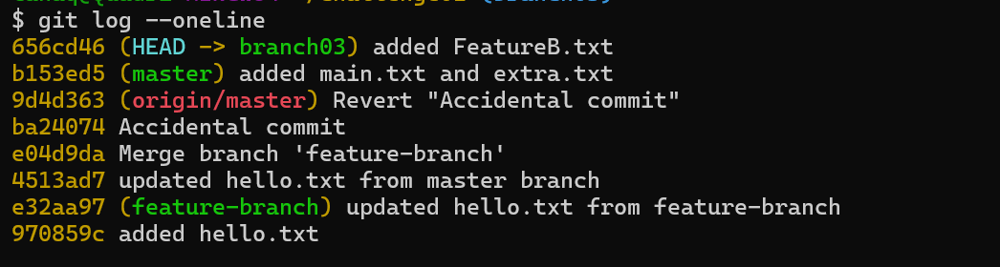 $ git log --oneline
656cd46 (HEAD -> branch03) added FeatureB.txt
b153ed5 (master) added main.txt and extra.txt
9d4d363 (origin/master) Revert "Accidental commit"
ba24074 Accidental commit
e04d9da Merge branch 'feature-branch'
4513ad7 updated hello.txt from master branch
e32aa97 (feature-branch) updated hello.txt from feature-branch
970859c added hello.txt